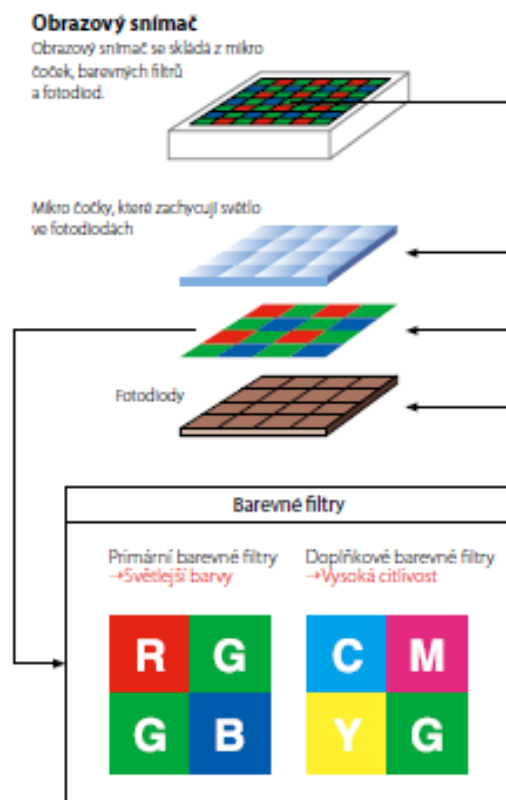 Obrazový snímač
Obrazový snímač se skládá z mikro
čoček, barevných filtrů
a fotodiod.
Mikro čočky, které zachycují světlo
ve fotodiodách
Fotodiody
Barevné filtry
Primární barevné filtry
→Světlejší barvy
Doplňkové barevné filtry
→Vysoká citlivost
R G
G B
C M
Y G